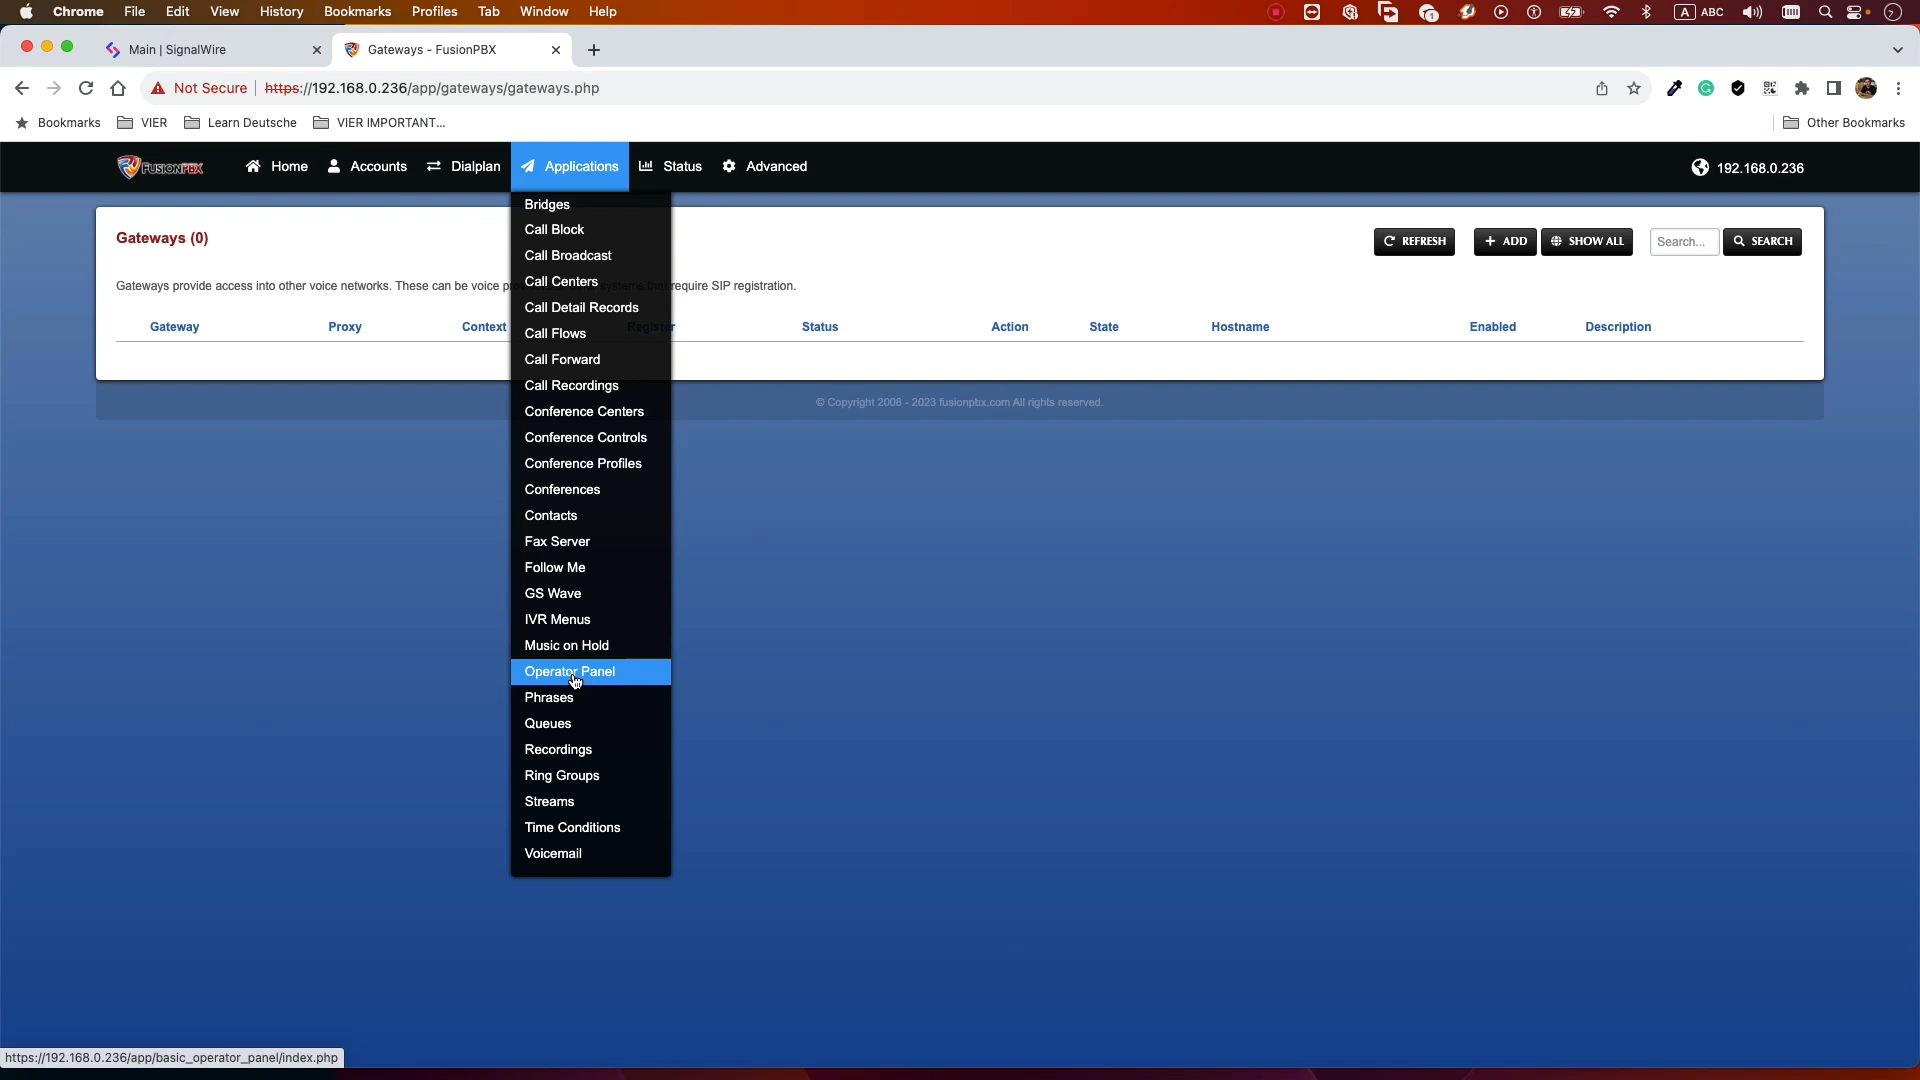 Chrome File Edit View History Bookmarks Profiles Tab Window Help 1 A ABC
Main | SignalWire Gateways - FusionPBX
Not Secure https://192.168.0.236/app/gateways/gateways.php
Bookmarks VIER Learn Deutsche VIER IMPORTANT... Other Bookmarks
FUSIONPBX Home Accounts Dialplan Applications Status Advanced 192.168.0.236
Bridges
Gateways (0) Call Block REFRESH ADD SHOW ALL Search... SEARCH
Call Broadcast
Call Centers
Gateways provide access into other voice networks. These can be voice require SIP registration.
Call Detail Records
Gateway Proxy Context Register Status Action State Hostname Enabled Description
Call Flows
Call Forward
Call Recordings
© Copyright 2008 - 2023 fusionpbx.com All rights reserved.
Conference Centers
Conference Controls
Conference Profiles
Conferences
Contacts
Fax Server
Follow Me
GS Wave
IVR Menus
Music on Hold
Operator Panel
Phrases
Queues
Recordings
Ring Groups
Streams
Time Conditions
Voicemail
https://192.168.0.236/app/basic_operator_panel/index.php